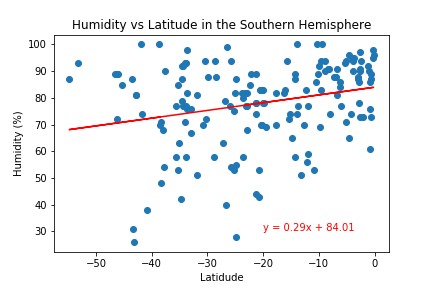 Humidity vs Latitude in the Southern Hemisphere
Humidity (%)
100
90
80
70
60
50
40
30
y = 0.29x + 84.01
−50 −40 −30 −20 −10 0
Latidude